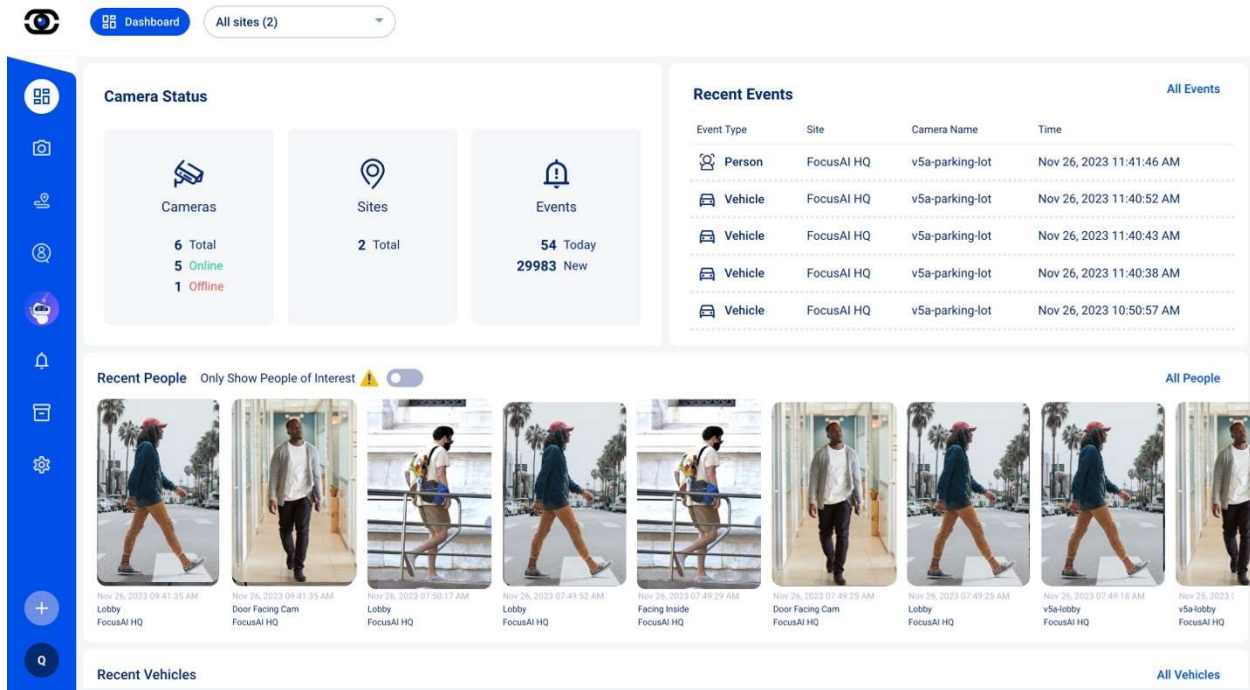 Dashboard
All sites (2)
Camera Status
Cameras
6 Total
5 Online
1 Offline
Sites
2 Total
Events
54 Today
29983 New
Recent Events
All Events
Event Type Site Camera Name Time
Person FocusAI HQ v5a-parking-lot Nov 26, 2023 11:41:46 AM
Vehicle FocusAI HQ v5a-parking-lot Nov 26, 2023 11:40:52 AM
Vehicle FocusAI HQ v5a-parking-lot Nov 26, 2023 11:40:43 AM
Vehicle FocusAI HQ v5a-parking-lot Nov 26, 2023 11:40:38 AM
Vehicle FocusAI HQ v5a-parking-lot Nov 26, 2023 10:50:57 AM
Recent People Only Show People of Interest
All People
Nov 26, 2023 09:41:35 AM
Lobby
FocusAI HQ
Nov 26, 2023 09:41:35 AM
Door Facing Cam
FocusAI HQ
Nov 26, 2023 07:50:17 AM
Lobby
FocusAI HQ
Nov 26, 2023 07:49:52 AM
Lobby
FocusAI HQ
Nov 26, 2023 07:49:29 AM
Facing Inside
FocusAI HQ
Nov 26, 2023 07:49:25 AM
Door Facing Cam
FocusAI HQ
Nov 26, 2023 07:49:25 AM
Lobby
FocusAI HQ
Nov 26, 2023 07:49:18 AM
v5a-lobby
FocusAI HQ
Nov 25, 2023
v5a-lobby
FocusAI HQ
Q
Recent Vehicles
All Vehicles